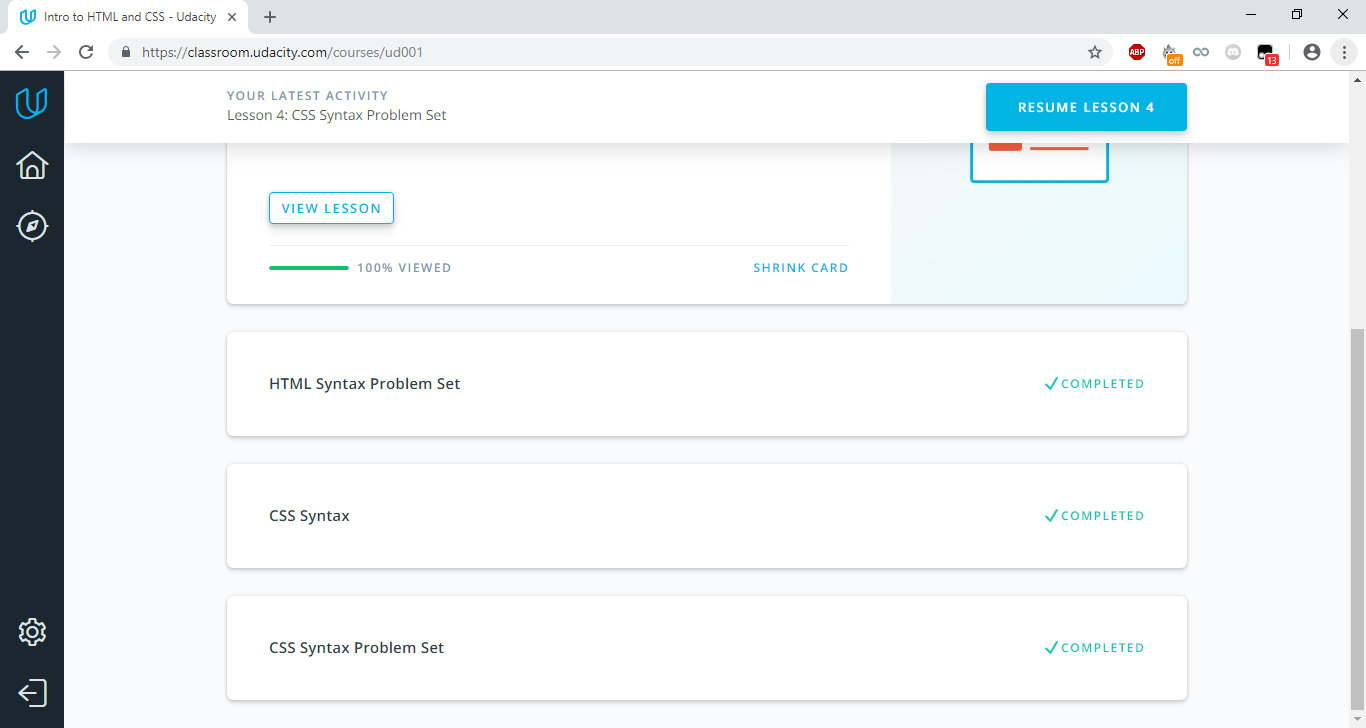 Intro to HTML and CSS - Udacity
https://classroom.udacity.com/courses/ud001
ABP
off
13
YOUR LATEST ACTIVITY
Lesson 4: CSS Syntax Problem Set
RESUME LESSON 4
VIEW LESSON
100% VIEWED
SHRINK CARD
HTML Syntax Problem Set
COMPLETED
CSS Syntax
COMPLETED
CSS Syntax Problem Set
COMPLETED